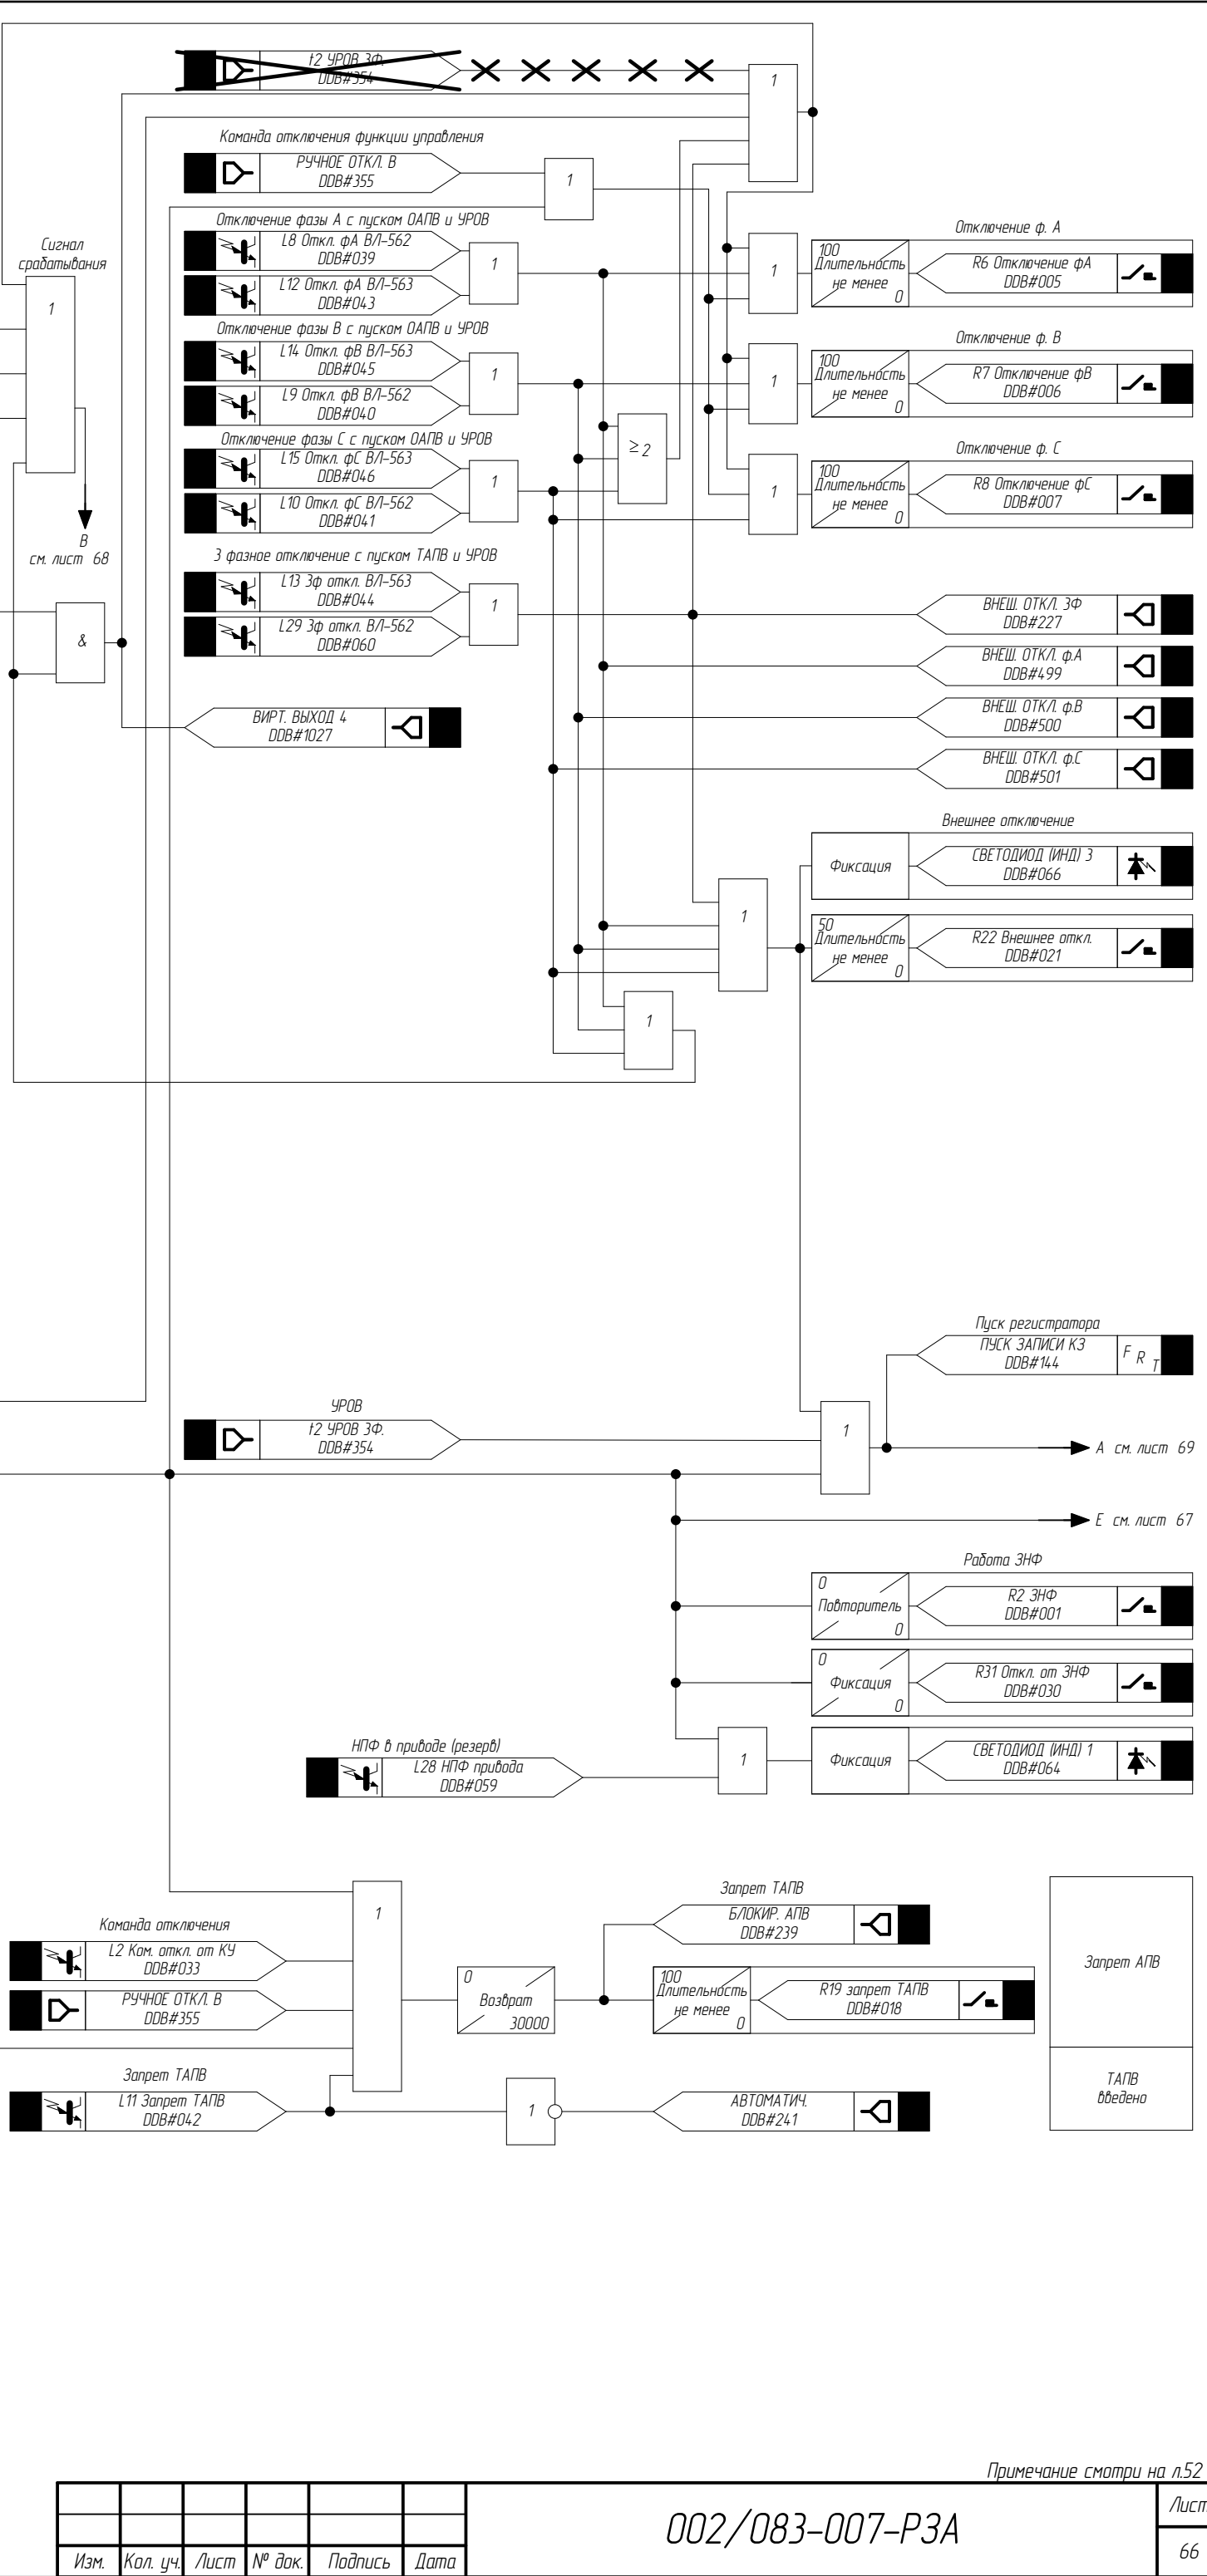 t2 УРОВ 3Ф.
DDB#354
1
Команда отключения функции управления
РУЧНОЕ ОТКЛ. В
DDB#355
1
Отключение фазы А с пуском ОАПВ и УРОВ
L8 Откл. фА ВЛ-562
DDB#039
L12 Откл. фА ВЛ-563
DDB#043
1
Сигнал
срабатывания
1
В
см. лист 68
Отключение ф. А
1
100
Длительность
не менее
0
R6 Отключение фА
DDB#005
Отключение фазы В с пуском ОАПВ и УРОВ
L14 Откл. фВ ВЛ-563
DDB#045
L9 Откл. фВ ВЛ-562
DDB#040
1
Отключение ф. В
1
100
Длительность
не менее
0
R7 Отключение фВ
DDB#006
≥2
Отключение фазы С с пуском ОАПВ и УРОВ
L15 Откл. фС ВЛ-563
DDB#046
L10 Откл. фС ВЛ-562
DDB#041
1
Отключение ф. С
1
100
Длительность
не менее
0
R8 Отключение фС
DDB#007
3 фазное отключение с пуском ТАПВ и УРОВ
L13 3ф откл. ВЛ-563
DDB#044
L29 3ф откл. ВЛ-562
DDB#060
1
&
ВНЕШ. ОТКЛ. 3Ф
DDB#227
ВНЕШ. ОТКЛ. ф.А
DDB#499
ВНЕШ. ОТКЛ. ф.В
DDB#500
ВНЕШ. ОТКЛ. ф.С
DDB#501
ВИРТ. ВЫХОД 4
DDB#1027
Внешнее отключение
Фиксация
СВЕТОДИОД (ИНД) 3
DDB#066
1
50
Длительность
не менее
0
R22 Внешнее откл.
DDB#021
1
Пуск регистратора
ПУСК ЗАПИСИ КЗ
DDB#144
F R T
УРОВ
t2 УРОВ 3Ф.
DDB#354
1
А см. лист 69
Е см. лист 67
Работа ЗНФ
0
Повторитель
0
R2 ЗНФ
DDB#001
0
Фиксация
0
R31 Откл. от ЗНФ
DDB#030
НПФ в приводе (резерв)
L28 НПФ привода
DDB#059
1
Фиксация
СВЕТОДИОД (ИНД) 1
DDB#064
Запрет ТАПВ
БЛОКИР. АПВ
DDB#239
Команда отключения
L2 Ком. откл. от КУ
DDB#033
РУЧНОЕ ОТКЛ. В
DDB#355
1
0
Возврат
30000
100
Длительность
не менее
0
R19 запрет ТАПВ
DDB#018
Запрет АПВ
Запрет ТАПВ
L11 Запрет ТАПВ
DDB#042
1
АВТОМАТИЧ.
DDB#241
ТАПВ
введено
Примечание смотри на л.52
002/083-007-РЗА
Лист
66
Изм.
Кол. уч.
Лист
№ док.
Подпись
Дата